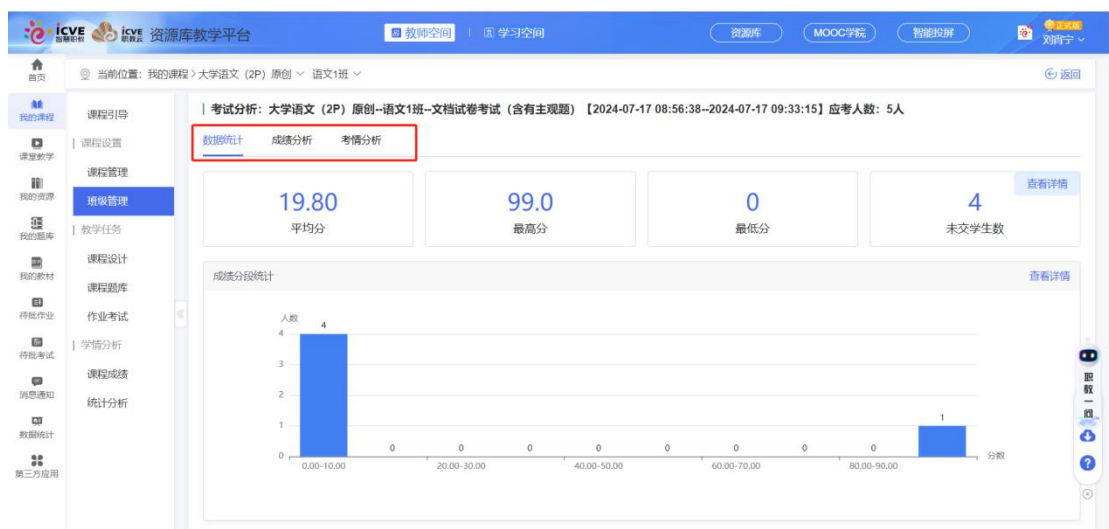 icve 智慧职教 icve 职教云 资源库教学平台 教师空间 学习空间 资源库 MOOC学院 智能投屏 正式版 刘青宁
首页 当前位置：我的课程 > 大学语文（2P）原创 语文1班 返回
我的课程
课堂教学
我的资源
我的题库
我的教材
待批作业
待批考试
消息通知
数据统计
第三方应用
课程引导
课程设置
课程管理
班级管理
教学任务
课程设计
课程题库
作业考试
学情分析
课程成绩
统计分析
考试分析：大学语文（2P）原创--语文1班--文档试卷考试（含有主观题）【2024-07-17 08:56:38--2024-07-17 09:33:15】应考人数：5人
数据统计 成绩分析 考情分析
查看详情
19.80 99.0 0 4
平均分 最高分 最低分 未交学生数
成绩分段统计 查看详情
人数
4
4
3
2
1
0
0 0 0 0 0 0 0 0
1
0.00-10.00 20.00-30.00 40.00-50.00 60.00-70.00 80.00-90.00
分数
职教一问